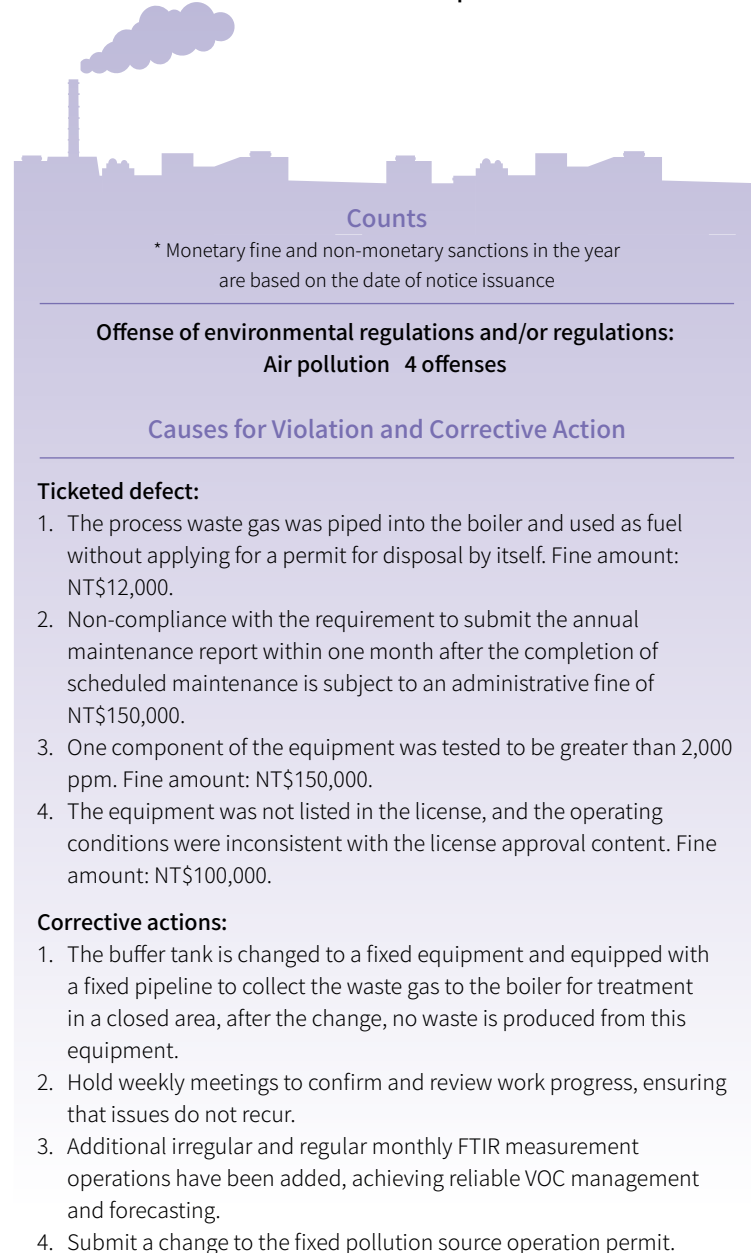 Counts
* Monetary fine and non-monetary sanctions in the year
are based on the date of notice issuance
Offense of environmental regulations and/or regulations:
Air pollution 4 offenses
Causes for Violation and Corrective Action
Ticketed defect:
1. The process waste gas was piped into the boiler and used as fuel
without applying for a permit for disposal by itself. Fine amount:
NT$12,000.
2. Non-compliance with the requirement to submit the annual
maintenance report within one month after the completion of
scheduled maintenance is subject to an administrative fine of
NT$150,000.
3. One component of the equipment was tested to be greater than 2,000
ppm. Fine amount: NT$150,000.
4. The equipment was not listed in the license, and the operating
conditions were inconsistent with the license approval content. Fine
amount: NT$100,000.
Corrective actions:
1. The buffer tank is changed to a fixed equipment and equipped with
a fixed pipeline to collect the waste gas to the boiler for treatment
in a closed area, after the change, no waste is produced from this
equipment.
2. Hold weekly meetings to confirm and review work progress, ensuring
that issues do not recur.
3. Additional irregular and regular monthly FTIR measurement
operations have been added, achieving reliable VOC management
and forecasting.
4. Submit a change to the fixed pollution source operation permit.